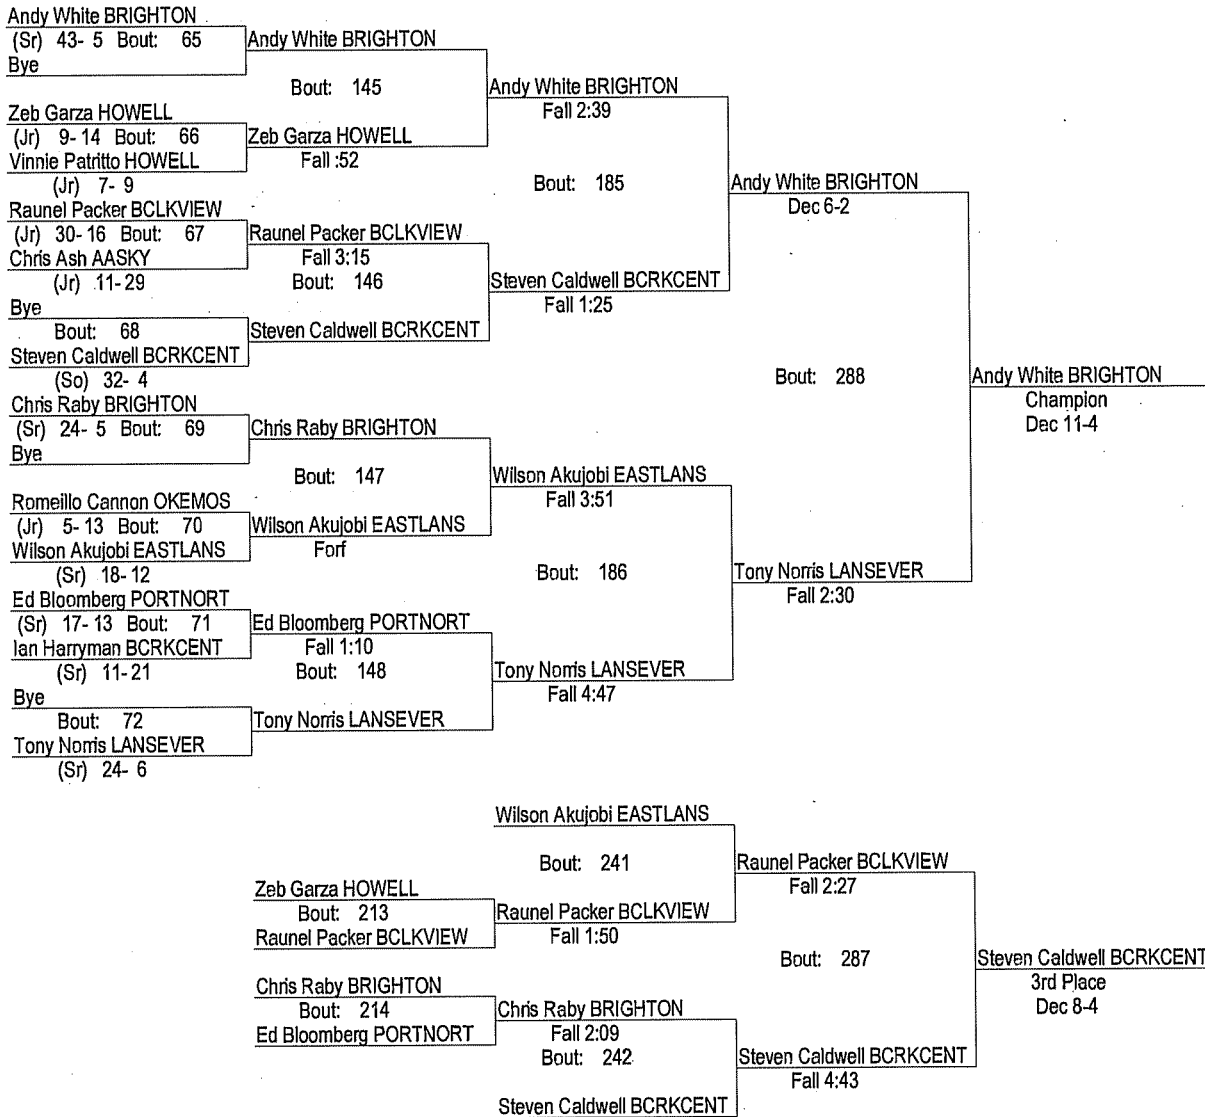 Andy White BRIGHTON
(Sr) 43- 5 Bout: 65
Bye
Andy White BRIGHTON
Bout: 145
Zeb Garza HOWELL
(Jr) 9- 14 Bout: 66
Vinnie Patritto HOWELL
(Jr) 7- 9
Zeb Garza HOWELL
Fall :52
Andy White BRIGHTON
Fall 2:39
Bout: 185
Raunel Packer BCLKVIEW
(Jr) 30- 16 Bout: 67
Chris Ash AASKY
(Jr) 11- 29
Raunel Packer BCLKVIEW
Fall 3:15
Bout: 146
Bye
Bout: 68
Steven Caldwell BCRKCENT
(So) 32- 4
Steven Caldwell BCRKCENT
Steven Caldwell BCRKCENT
Fall 1:25
Andy White BRIGHTON
Dec 6-2
Bout: 288
Chris Raby BRIGHTON
(Sr) 24- 5 Bout: 69
Bye
Chris Raby BRIGHTON
Bout: 147
Romeillo Cannon OKEMOS
(Jr) 5- 13 Bout: 70
Wilson Akujobi EASTLANS
(Sr) 18- 12
Wilson Akujobi EASTLANS
Forf
Wilson Akujobi EASTLANS
Fall 3:51
Bout: 186
Ed Bloomberg PORTNORT
(Sr) 17- 13 Bout: 71
Ian Harryman BCRKCENT
(Sr) 11- 21
Ed Bloomberg PORTNORT
Fall 1:10
Bout: 148
Bye
Bout: 72
Tony Norris LANSEVER
(Sr) 24- 6
Tony Norris LANSEVER
Tony Norris LANSEVER
Fall 4:47
Tony Norris LANSEVER
Fall 2:30
Andy White BRIGHTON
Champion
Dec 11-4
Wilson Akujobi EASTLANS
Bout: 241
Zeb Garza HOWELL
Bout: 213
Raunel Packer BCLKVIEW
Raunel Packer BCLKVIEW
Fall 1:50
Raunel Packer BCLKVIEW
Fall 2:27
Bout: 287
Chris Raby BRIGHTON
Bout: 214
Ed Bloomberg PORTNORT
Chris Raby BRIGHTON
Fall 2:09
Bout: 242
Steven Caldwell BCRKCENT
Steven Caldwell BCRKCENT
Fall 4:43
Steven Caldwell BCRKCENT
3rd Place
Dec 8-4